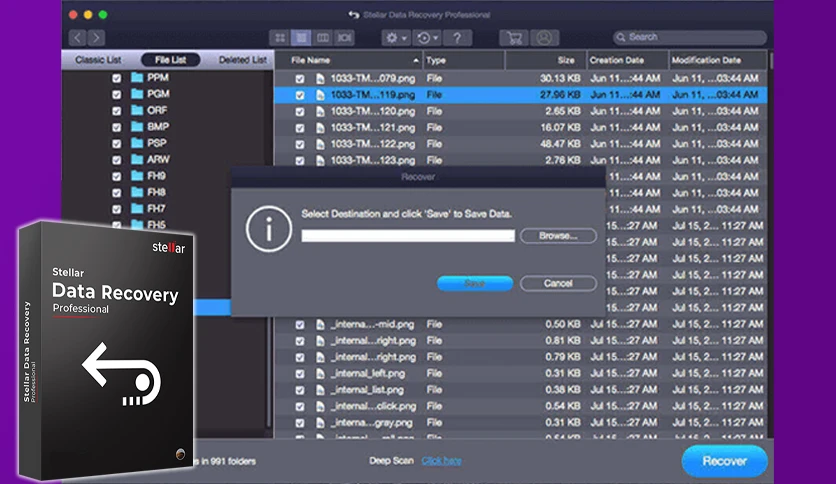 Stellar Data Recovery Professional
Search
Classic List File List Deleted List
File Name Type Size Creation Date Modification Date
PPM
PGM
ORF
BMP
PSP
ARW
FH9
FH8
FH7
FH5
1033-TM...079.png File 30.13 KB Jun 11...:44 AM Jun 11, ...03:44 AM
1033-TM...119.png File 27.96 KB Jun 11...:44 AM Jun 11, ...03:44 AM
1033-TM...120.png File 2.65 KB Jun 11...:44 AM Jun 11, ...03:44 AM
1033-TM...121.png File 16.07 KB Jun 11...:44 AM Jun 11, ...03:44 AM
1033-TM...122.png File 48.47 KB Jun 11...:44 AM Jun 11, ...03:44 AM
1033-TM...123.png File 2.76 KB Jun 11...:44 AM Jun 11, ...03:44 AM
...:44 AM Jun 11, ...03:44 AM
...:44 AM Jun 11, ...03:44 AM
...:44 AM Jun 11, ...03:44 AM
...:27 AM Jul 15, 2... 11:27 AM
...:27 AM Jul 15, 2... 11:27 AM
...:27 AM Jul 15, 2... 11:27 AM
...:27 AM Jul 15, 2... 11:27 AM
...:27 AM Jul 15, 2... 11:27 AM
...:27 AM Jul 15, 2... 11:27 AM
Recover
Select Destination and click 'Save' to Save Data.
Browse...
Save Cancel
_interna...-mid.png File 0.50 KB Jul 15...:27 AM Jul 15, 2... 11:27 AM
_interna...right.png File 0.81 KB Jul 15...:27 AM Jul 15, 2... 11:27 AM
_interna...right.png File 0.79 KB Jul 15...:27 AM Jul 15, 2... 11:27 AM
_internal_left.png File 0.31 KB Jul 15...:27 AM Jul 15, 2... 11:27 AM
_internal_list.png File 0.38 KB Jul 15...:27 AM Jul 15, 2... 11:27 AM
_internal...click.png File 0.54 KB Jul 15...:27 AM Jul 15, 2... 11:27 AM
_interna...gray.png File 0.31 KB Jul 15...:27 AM Jul 15, 2... 11:27 AM
in 991 folders
Deep Scan Click here
Recover
stellar
Stellar
Data Recovery
Professional
Stellar Data Recovery
Professional